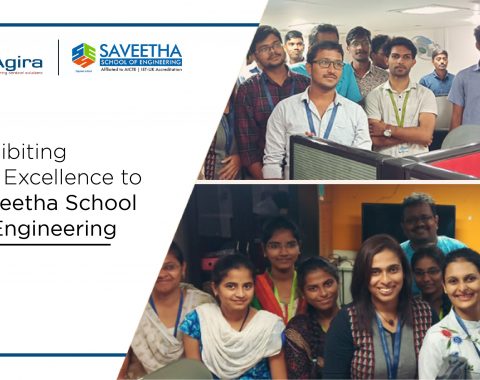 Agira
SAVEETHA
SCHOOL OF ENGINEERING
Affiliated to AICTE | IET-UK Accreditation
ibiting
Excellence to
eetha School
Engineering